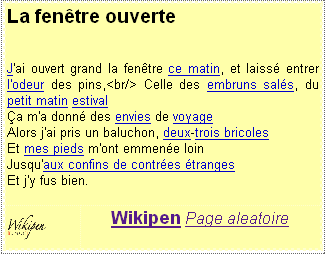 La fenêtre ouverte
J'ai ouvert grand la fenêtre ce matin, et laissé entrer
l'odeur des pins,<br/> Celle des embruns salés, du
petit matin estival
Ça m'a donné des envies de voyage
Alors j'ai pris un baluchon, deux-trois bricoles
Et mes pieds m'ont emmenée loin
Jusqu'aux confins de contrées étranges
Et j'y fus bien.
Wikipen Wikipen Page aleatoire